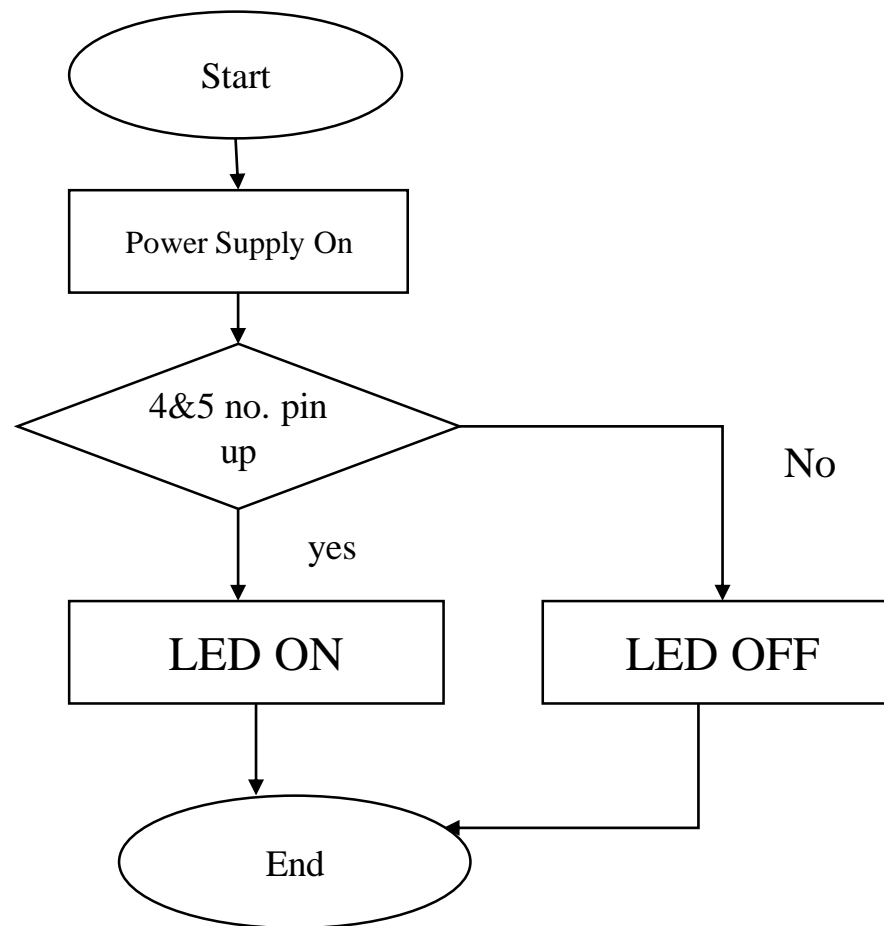 Start
Power Supply On
4&5 no. pin
up
No
yes
LED ON
LED OFF
End